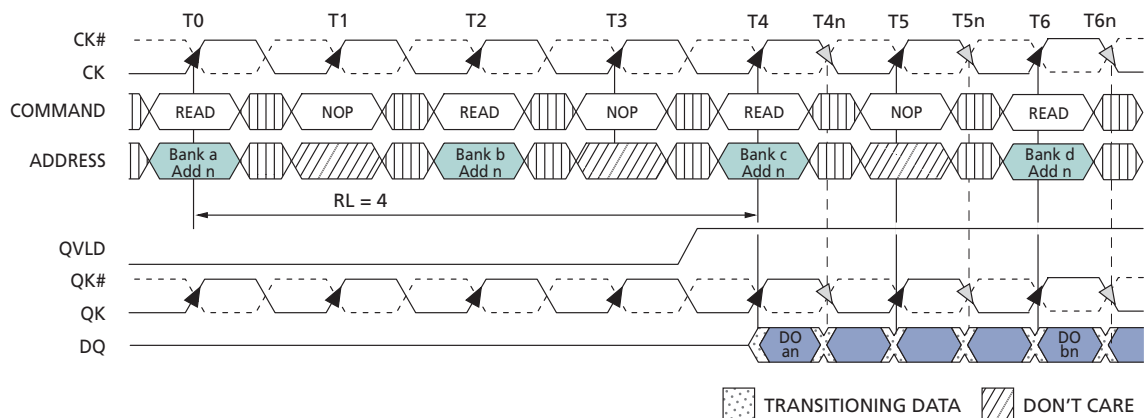 T0 T1 T2 T3 T4 T4n T5 T5n T6 T6n
CK#
CK
COMMAND READ NOP READ NOP READ NOP READ
ADDRESS Bank a Add n Bank b Add n Bank c Add n Bank d Add n
RL = 4
QVLD
QK#
QK
DQ DO an DO bn
TRANSITIONING DATA DON'T CARE